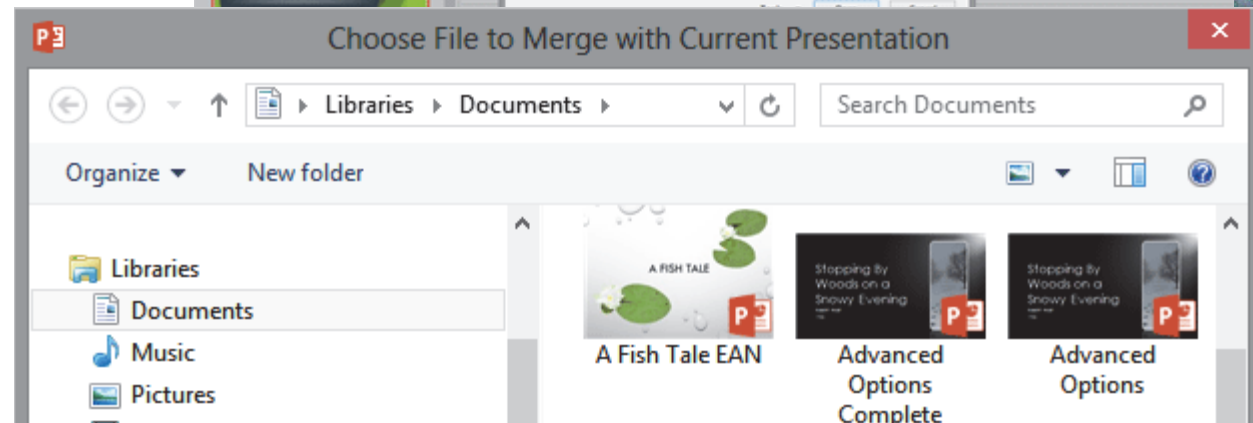 Choose File to Merge with Current Presentation
Libraries Documents
Search Documents
Organize
New folder
Libraries
Documents
Music
Pictures
A FISH TALE
A Fish Tale EAN
Stopping By
Woods on a
Snowy Evening
Advanced
Options
Complete
Stopping By
Woods on a
Snowy Evening
Advanced
Options